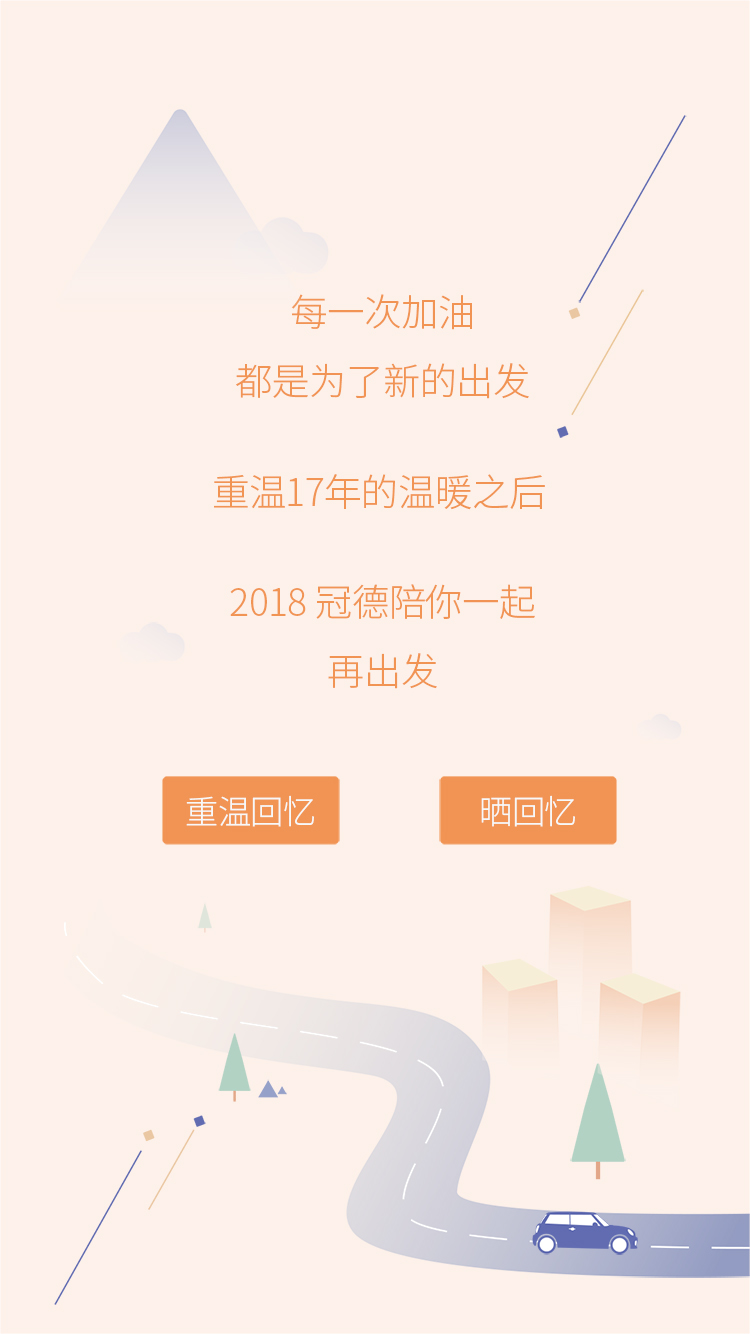 每一次加油
都是为了新的出发
重温17年的温暖之后
2018 冠德陪你一起
再出发
重温回忆
晒回忆